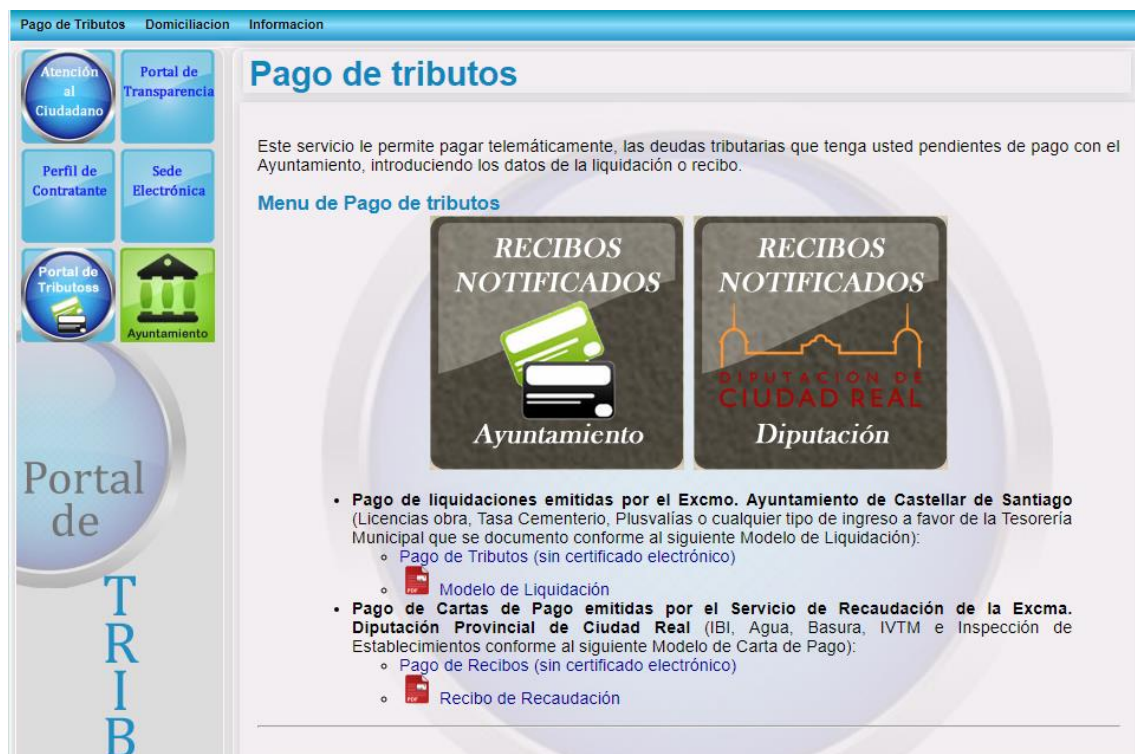 Pago de Tributos Domiciliacion Informacion
Atención
al
Ciudadano
Portal de
Transparencia
Perfil de
Contratante
Sede
Electrónica
Portal de
Tributoss
Ayuntamiento
Portal
de
T
R
I
B
Pago de tributos
Este servicio le permite pagar telemáticamente, las deudas tributarias que tenga usted pendientes de pago con el
Ayuntamiento, introduciendo los datos de la liquidación o recibo.
Menu de Pago de tributos
RECIBOS
NOTIFICADOS
Ayuntamiento
RECIBOS
NOTIFICADOS
DIPUTACIÓN DE
CIUDAD REAL
Diputación
• Pago de liquidaciones emitidas por el Excmo. Ayuntamiento de Castellar de Santiago
(Licencias obra, Tasa Cementerio, Plusvalías o cualquier tipo de ingreso a favor de la Tesorería
Municipal que se documento conforme al siguiente Modelo de Liquidación):
◦ Pago de Tributos (sin certificado electrónico)
◦ PDF Modelo de Liquidación
• Pago de Cartas de Pago emitidas por el Servicio de Recaudación de la Excma.
Diputación Provincial de Ciudad Real (IBI, Agua, Basura, IVTM e Inspección de
Establecimientos conforme al siguiente Modelo de Carta de Pago):
◦ Pago de Recibos (sin certificado electrónico)
◦ PDF Recibo de Recaudación